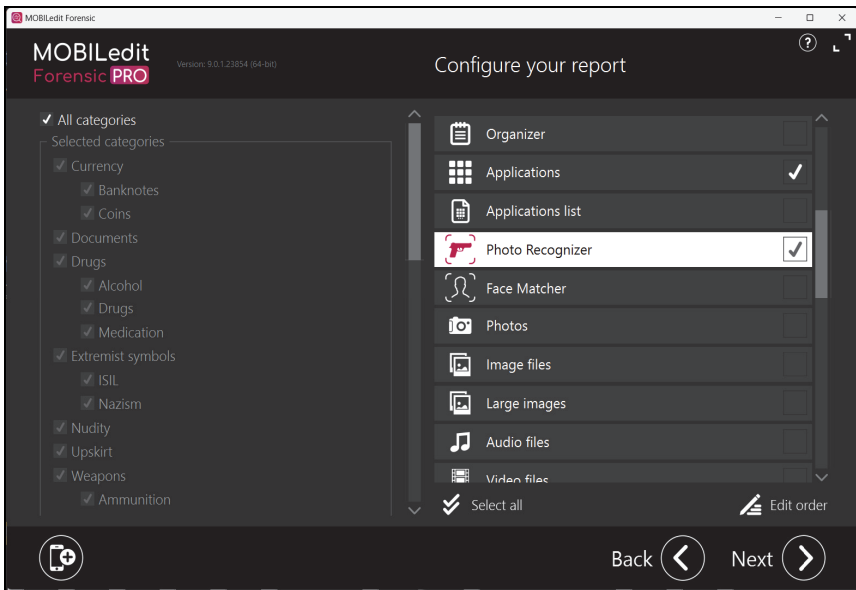 MOBILedit Forensic
MOBILedit
Forensic PRO
Version: 9.0.1.23854 (64-bit)
Configure your report
?
All categories
Selected categories
Currency
Banknotes
Coins
Documents
Drugs
Alcohol
Drugs
Medication
Extremist symbols
ISIL
Nazism
Nudity
Upskirt
Weapons
Ammunition
Organizer
Applications
Applications list
Photo Recognizer
Face Matcher
Photos
Image files
Large images
Audio files
Video files
Select all
Edit order
Back
Next